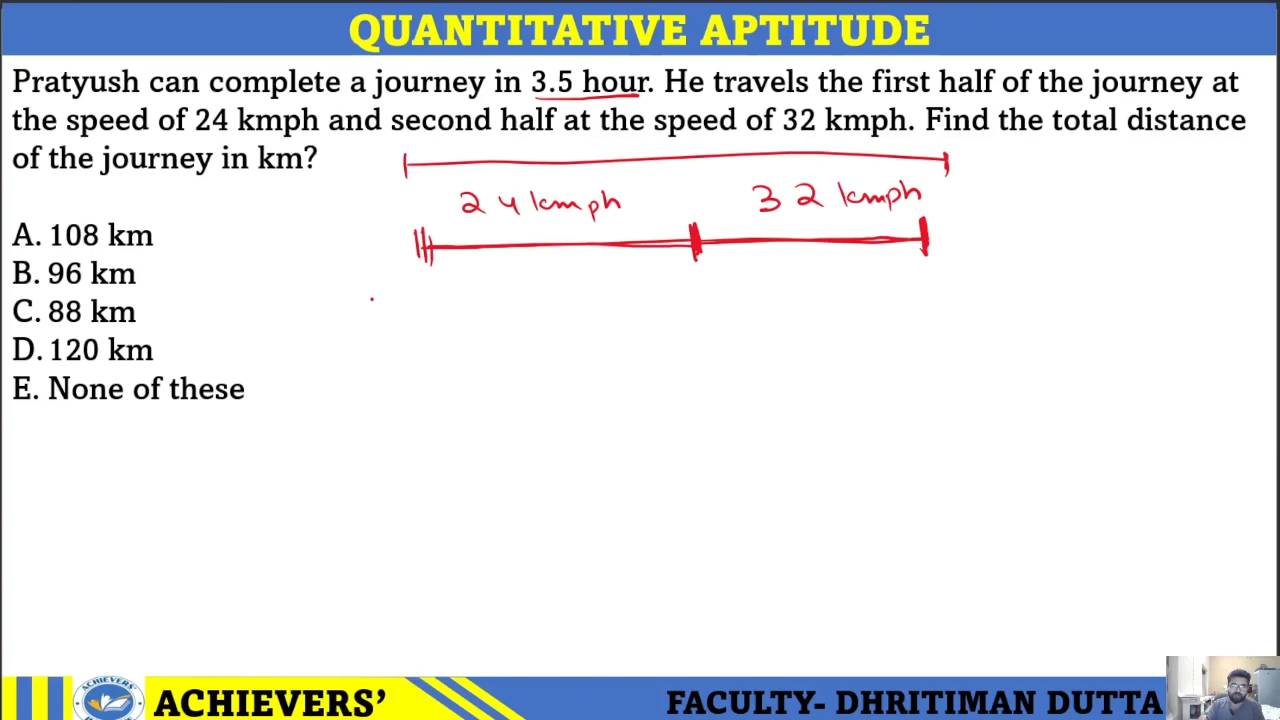 QUANTITATIVE APTITUDE
Pratyush can complete a journey in 3.5 hour. He travels the first half of the journey at
the speed of 24 kmph and second half at the speed of 32 kmph. Find the total distance
of the journey in km?
24 kmph 32 kmph
A. 108 km
B. 96 km
C. 88 km
D. 120 km
E. None of these
ACHIEVERS
ACHIEVERS’
FACULTY- DHRITIMAN DUTTA